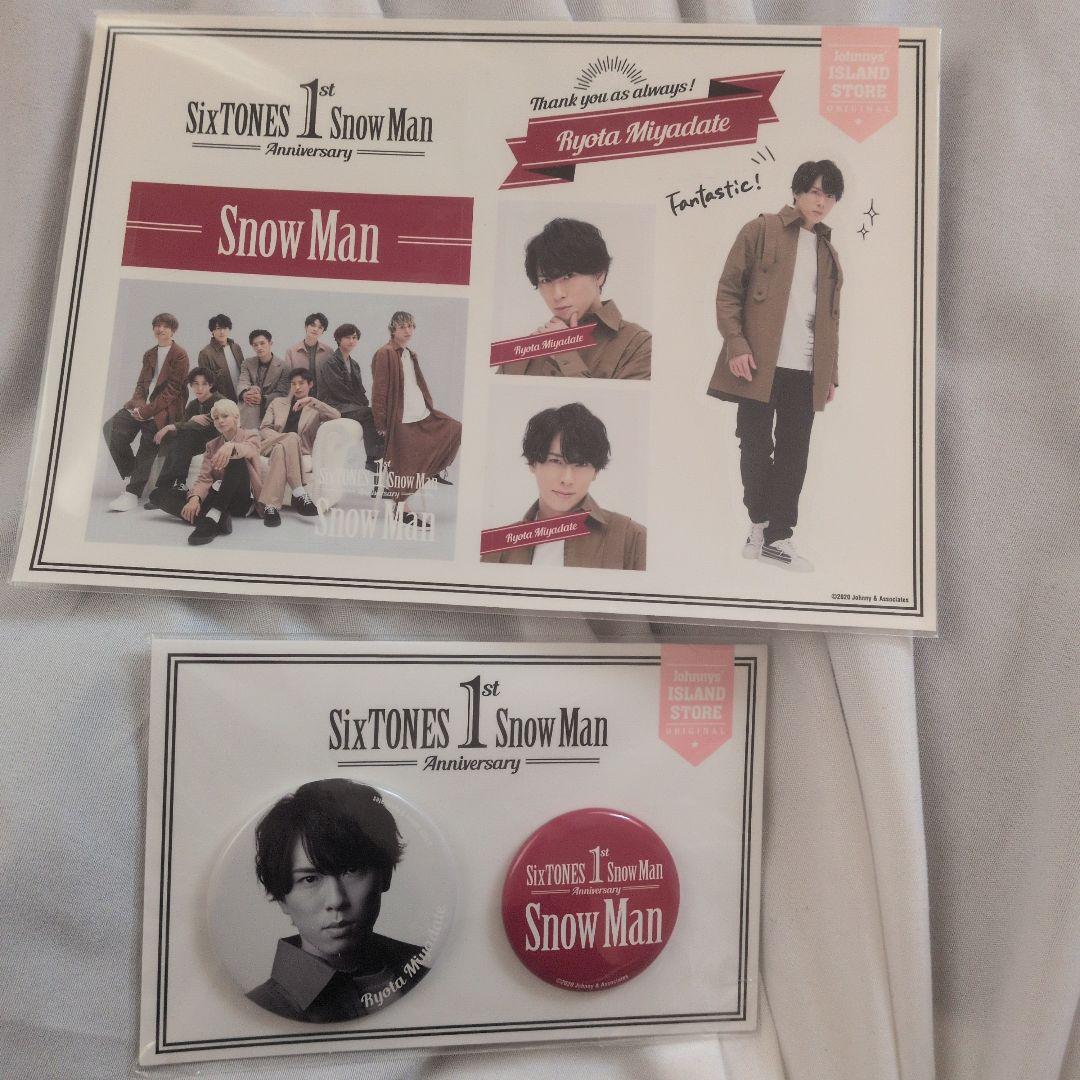 SixTONES 1st Snow Man
Anniversary
Snow Man
SixTONES 1st Snow Man
Anniversary
Snow Man
Thank you as always!
Ryota Miyadate
Johnnys'
ISLAND
STORE
ORIGINAL
Fantastic!
Ryota Miyadate
Ryota Miyadate
©2020 Johnny & Associates
SixTONES 1st Snow Man
Anniversary
Johnnys'
ISLAND
STORE
ORIGINAL
Ryota Miyadate
SixTONES 1st Snow Man
Anniversary
Snow Man
©2020 Johnny & Associates